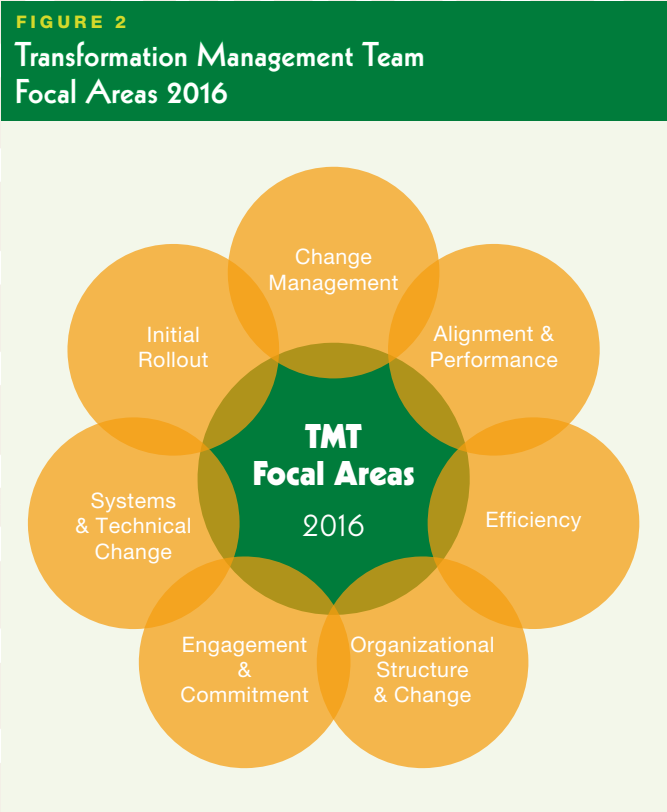 FIGURE 2
Transformation Management Team
Focal Areas 2016
Change
Management
Alignment &
Performance
Efficiency
Organizational
Structure
& Change
Engagement
&
Commitment
Systems
& Technical
Change
Initial
Rollout
TMT
Focal Areas
2016